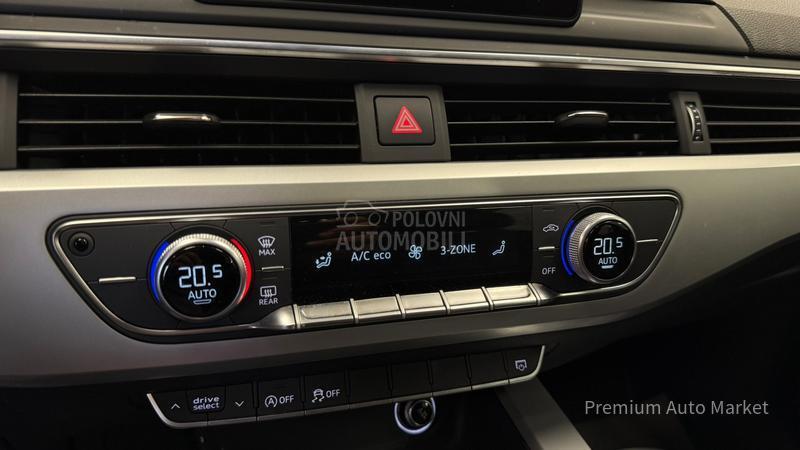 POLOVNI
AUTOMOBILI
MAX
A/C eco
3-ZONE
20.5
AUTO
20.5
AUTO
OFF
REAR
drive
select
OFF
OFF
Premium Auto Market